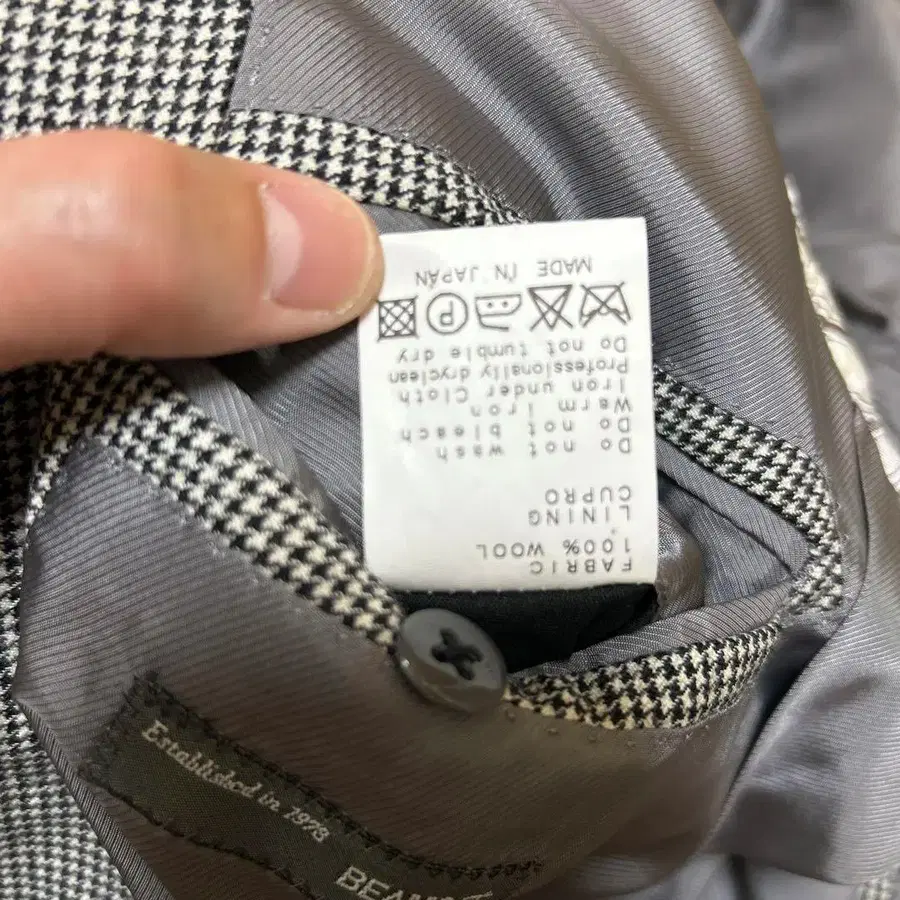 FABRIC
100% WOOL
LINING
CUPRO
Do not wash
Do not bleach
Warm iron
Iron under Cloth
Professionally dryclean
Do not tumble dry
P
MADE IN JAPAN
Established in 1973